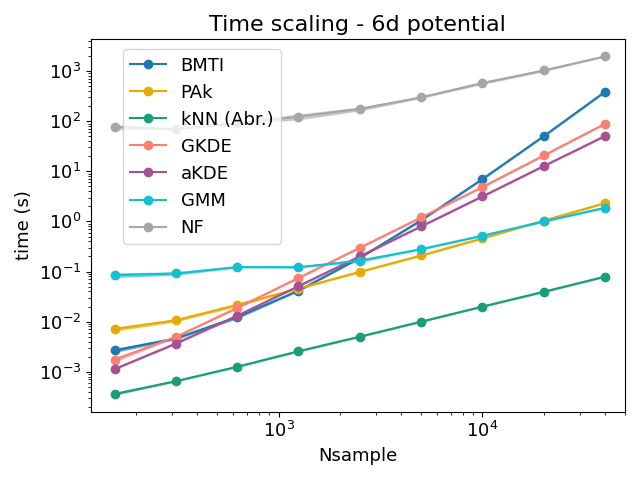 Time scaling - 6d potential
time (s)
10³
10²
10¹
10⁰
10⁻¹
10⁻²
10⁻³
BMTI
PAk
kNN (Abr.)
GKDE
aKDE
GMM
NF
10³ 10⁴
Nsample